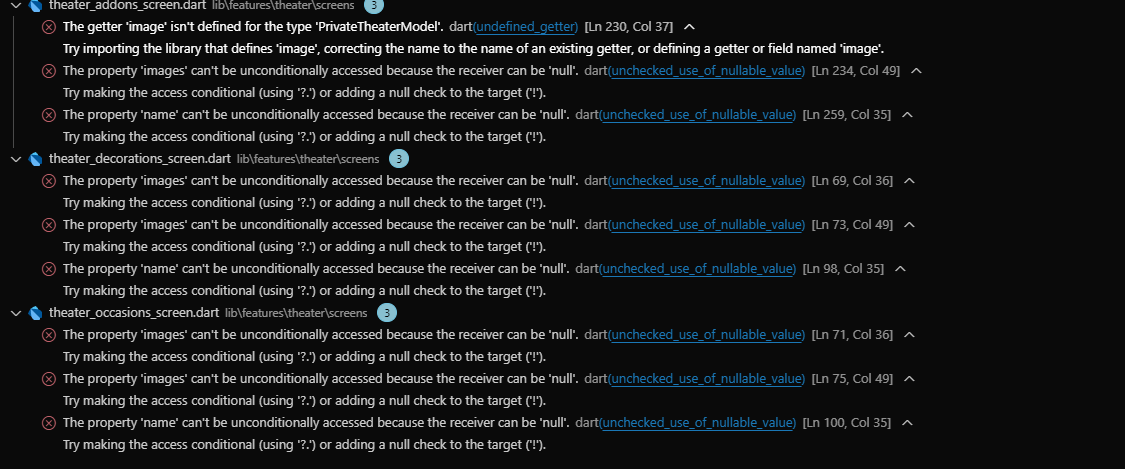 theater_addons_screen.dart lib\features\theater\screens 3
The getter 'image' isn't defined for the type 'PrivateTheaterModel'. dart(undefined_getter) [Ln 230, Col 37]
Try importing the library that defines 'image', correcting the name to the name of an existing getter, or defining a getter or field named 'image'.
The property 'images' can't be unconditionally accessed because the receiver can be 'null'. dart(unchecked_use_of_nullable_value) [Ln 234, Col 49]
Try making the access conditional (using '?.') or adding a null check to the target ('!').
The property 'name' can't be unconditionally accessed because the receiver can be 'null'. dart(unchecked_use_of_nullable_value) [Ln 259, Col 35]
Try making the access conditional (using '?.') or adding a null check to the target ('!').
theater_decorations_screen.dart lib\features\theater\screens 3
The property 'images' can't be unconditionally accessed because the receiver can be 'null'. dart(unchecked_use_of_nullable_value) [Ln 69, Col 36]
Try making the access conditional (using '?.') or adding a null check to the target ('!').
The property 'images' can't be unconditionally accessed because the receiver can be 'null'. dart(unchecked_use_of_nullable_value) [Ln 73, Col 49]
Try making the access conditional (using '?.') or adding a null check to the target ('!').
The property 'name' can't be unconditionally accessed because the receiver can be 'null'. dart(unchecked_use_of_nullable_value) [Ln 98, Col 35]
Try making the access conditional (using '?.') or adding a null check to the target ('!').
theater_occasions_screen.dart lib\features\theater\screens 3
The property 'images' can't be unconditionally accessed because the receiver can be 'null'. dart(unchecked_use_of_nullable_value) [Ln 71, Col 36]
Try making the access conditional (using '?.') or adding a null check to the target ('!').
The property 'images' can't be unconditionally accessed because the receiver can be 'null'. dart(unchecked_use_of_nullable_value) [Ln 75, Col 49]
Try making the access conditional (using '?.') or adding a null check to the target ('!').
The property 'name' can't be unconditionally accessed because the receiver can be 'null'. dart(unchecked_use_of_nullable_value) [Ln 100, Col 35]
Try making the access conditional (using '?.') or adding a null check to the target ('!').